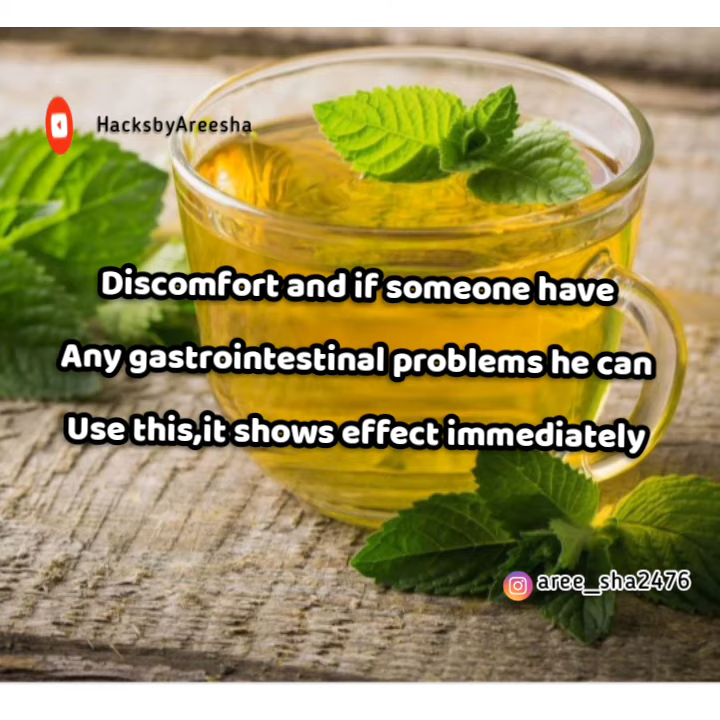 HacksbyAreesha
Discomfort and if someone have
Any gastrointestinal problems he can
Use this,it shows effect immediately
aree_sha2476